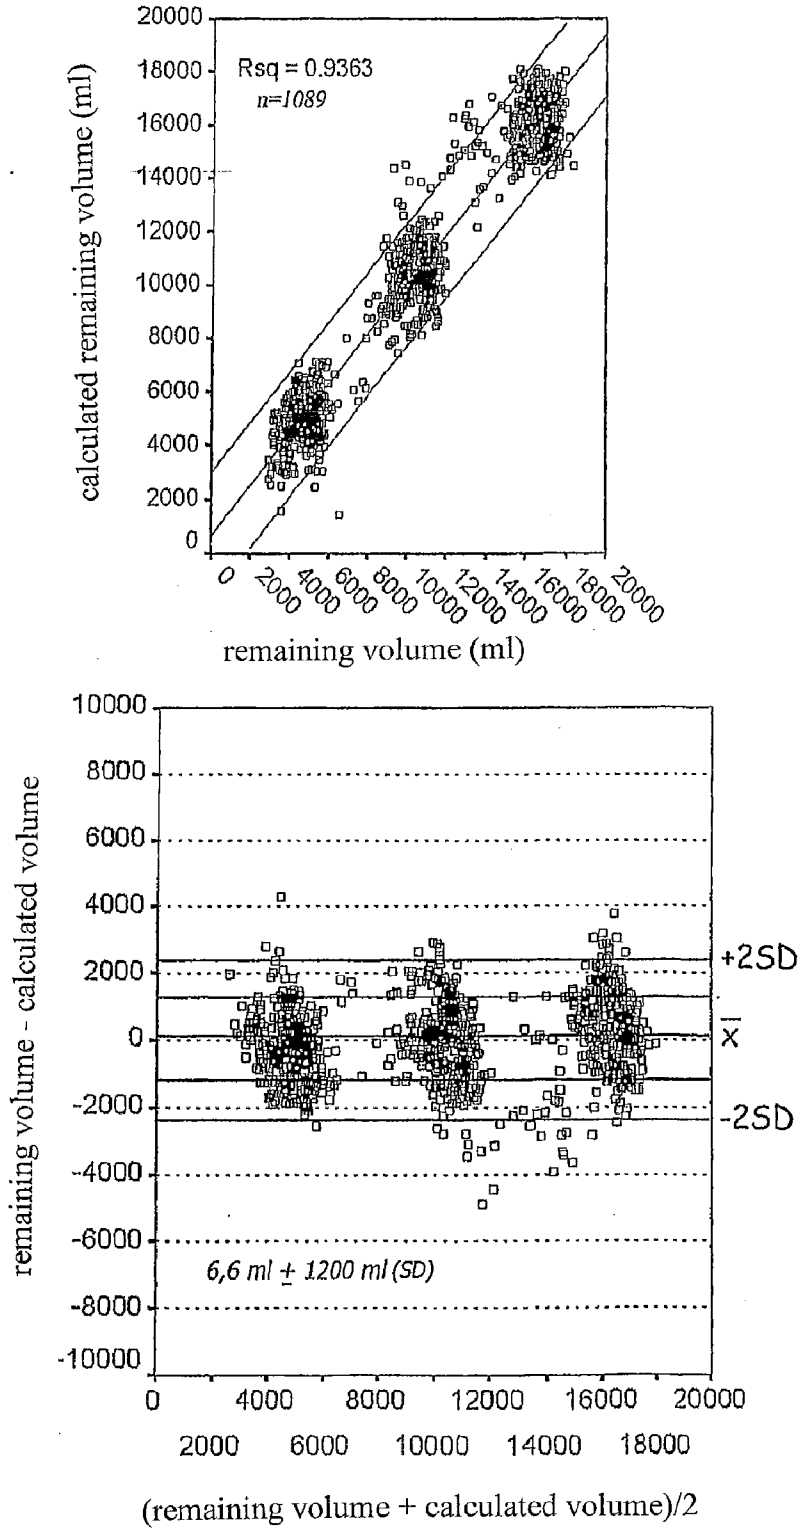 20000
18000
16000
14000
12000
10000
8000
6000
4000
2000
0
calculated remaining volume (ml)
Rsq = 0.9363
n=1089
0 2000 4000 6000 8000 10000 12000 14000 16000 18000 20000
remaining volume (ml)
10000
8000
6000
4000
2000
0
-2000
-4000
-6000
-8000
-10000
remaining volume - calculated volume
+2SD
x̄
-2SD
6,6 ml ± 1200 ml (SD)
0 4000 8000 12000 16000 20000
2000 6000 10000 14000 18000
(remaining volume + calculated volume)/2